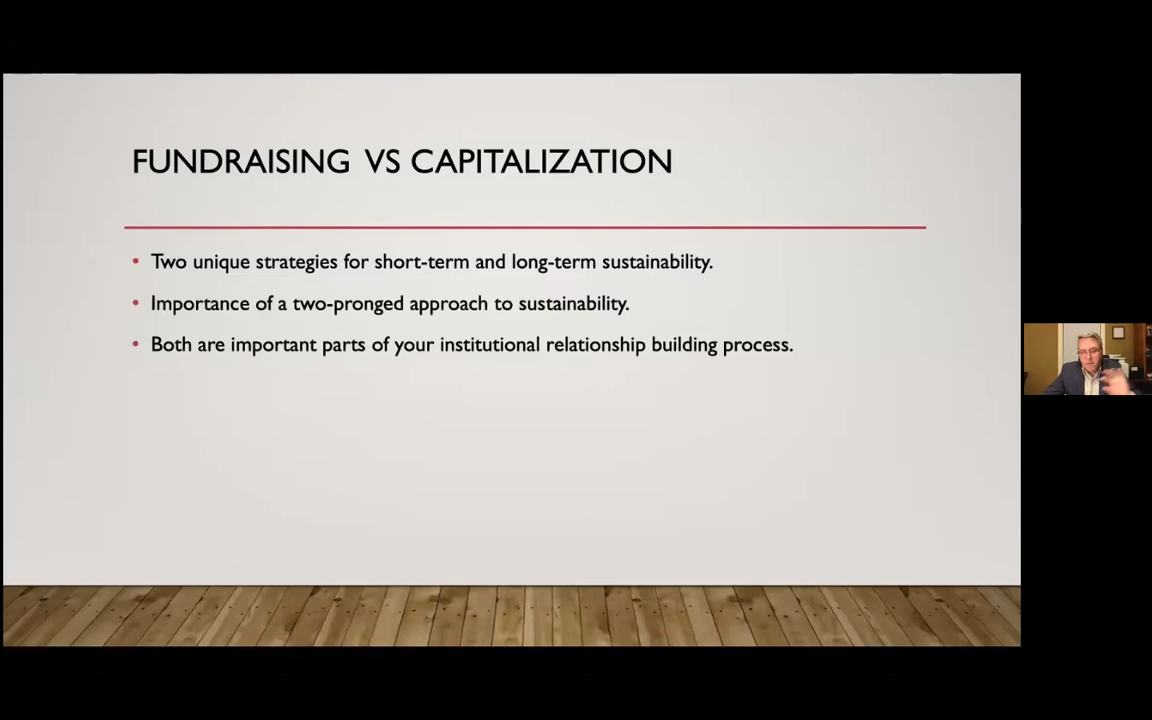 FUNDRAISING VS CAPITALIZATION
• Two unique strategies for short-term and long-term sustainability.
• Importance of a two-pronged approach to sustainability.
• Both are important parts of your institutional relationship building process.